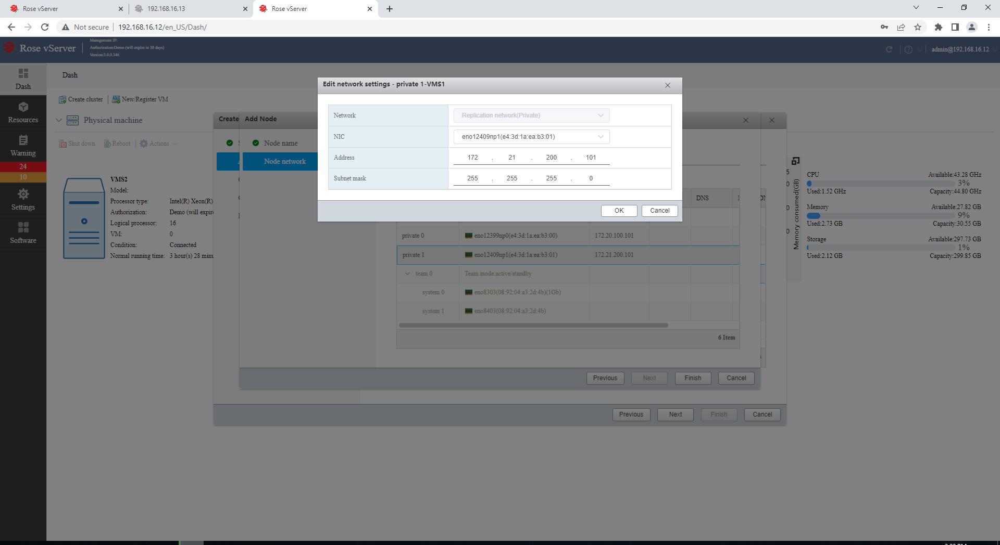 Rose vServer
192.168.16.13
Rose vServer
Not secure
192.168.16.12/en_US/Dash/
Rose vServer
Management IP:
Authorization:Demo (will expire in 30 days)
Version:3.0.0.346
admin@192.168.16.12
Dash
Resources
Warning
24
10
Settings
Software
Dash
Create cluster
New/Register VM
Physical machine
Shut down
Reboot
Actions
VMS2
Model:
Processor type:
Intel(R) Xeon(R)
Authorization:
Demo (will expire
Logical processor:
16
VM:
0
Condition:
Connected
Normal running time:
3 hour(s) 28 minu
Create
Add Node
Node name
Node network
Edit network settings - private 1-VMS1
Network
Replication network(Private)
NIC
eno12409np1(e4:3d:1a:ea:b3:01)
Address
172 . 21 . 200 . 101
Subnet mask
255 . 255 . 255 . 0
OK
Cancel
DNS
private 0
eno12399np0(e4:3d:1a:ea:b3:00)
172.20.100.101
private 1
eno12409np1(e4:3d:1a:ea:b3:01)
172.21.200.101
team 0
Team mode:active/standby
system 0
eno8303(08:92:04:a3:2d:4b)(1Gb)
system 1
eno8403(08:92:04:a3:2d:4b)
6 Item
Previous
Next
Finish
Cancel
Previous
Next
Finish
Cancel
5
0
0
0
Memory consumed(GB)
CPU
Available:43.28 GHz
3%
Used:1.52 GHz
Capacity:44.80 GHz
Memory
Available:27.82 GB
9%
Used:2.73 GB
Capacity:30.55 GB
Storage
Available:297.73 GB
1%
Used:2.12 GB
Capacity:299.85 GB